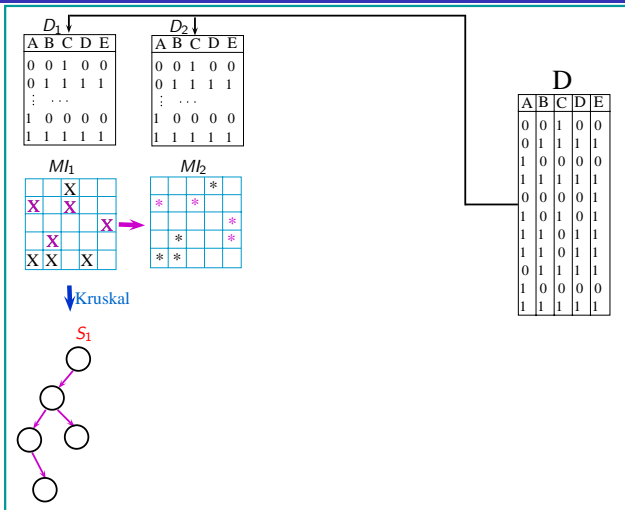 D1 D2
A B C D E
0 0 1 0 0
0 1 1 1 1
⋮ ...
1 0 0 0 0
1 1 1 1 1
A B C D E
0 0 1 0 0
0 1 1 1 1
⋮ ...
1 0 0 0 0
1 1 1 1 1
D
A B C D E
0 0 1 0 0
0 1 1 1 1
1 0 0 0 1
1 1 1 1 1
0 0 0 0 1
1 0 1 0 1
1 1 0 1 1
1 1 0 1 1
0 1 1 1 1
1 0 0 0 0
1 1 1 1 1
MI1 MI2
X *
X X * *
X *
X * *
X X X * *
Kruskal
S1